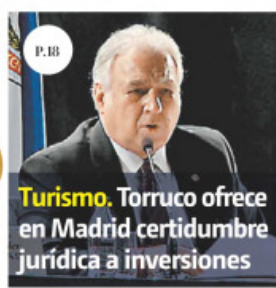 P.18
Turismo. Torruco ofrece
en Madrid certidumbre
jurídica a inversiones